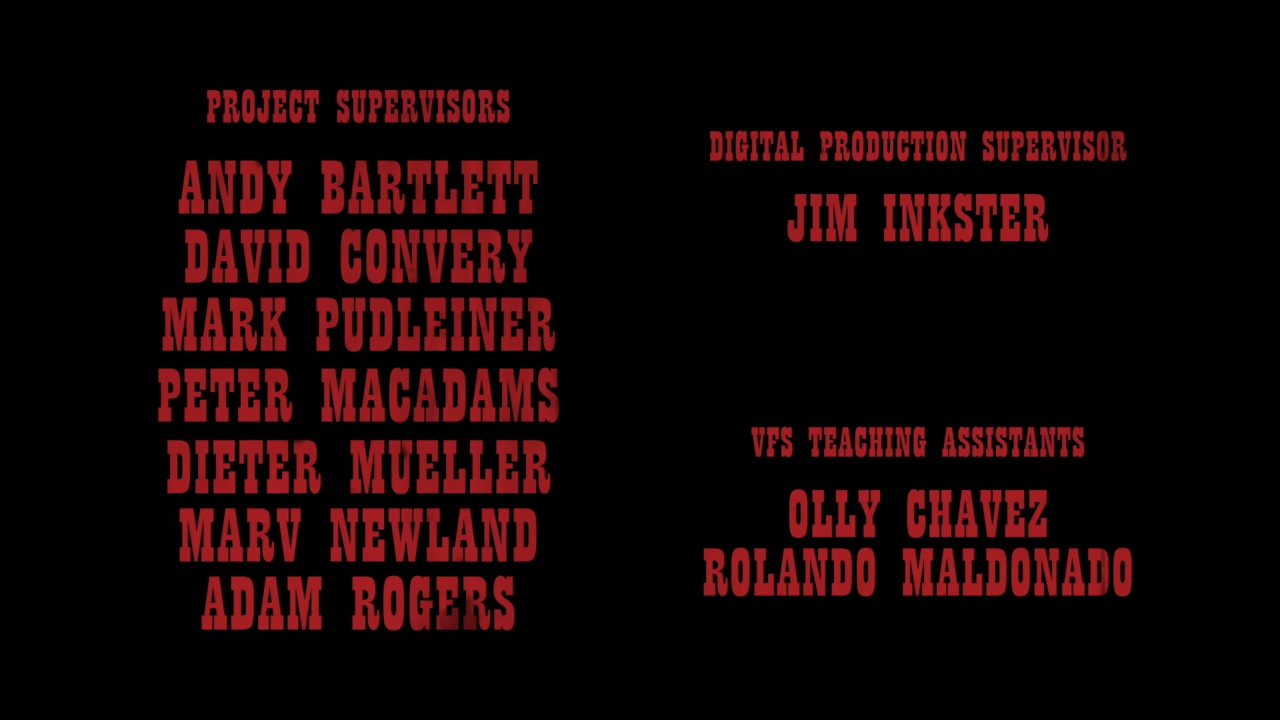 PROJECT SUPERVISORS
ANDY BARTLETT
DAVID CONVERY
MARK PUDLEINER
PETER MACADAMS
DIETER MUELLER
MARV NEWLAND
ADAM ROGERS
DIGITAL PRODUCTION SUPERVISOR
JIM INKSTER
VFS TEACHING ASSISTANTS
OLLY CHAVEZ
ROLANDO MALDONADO